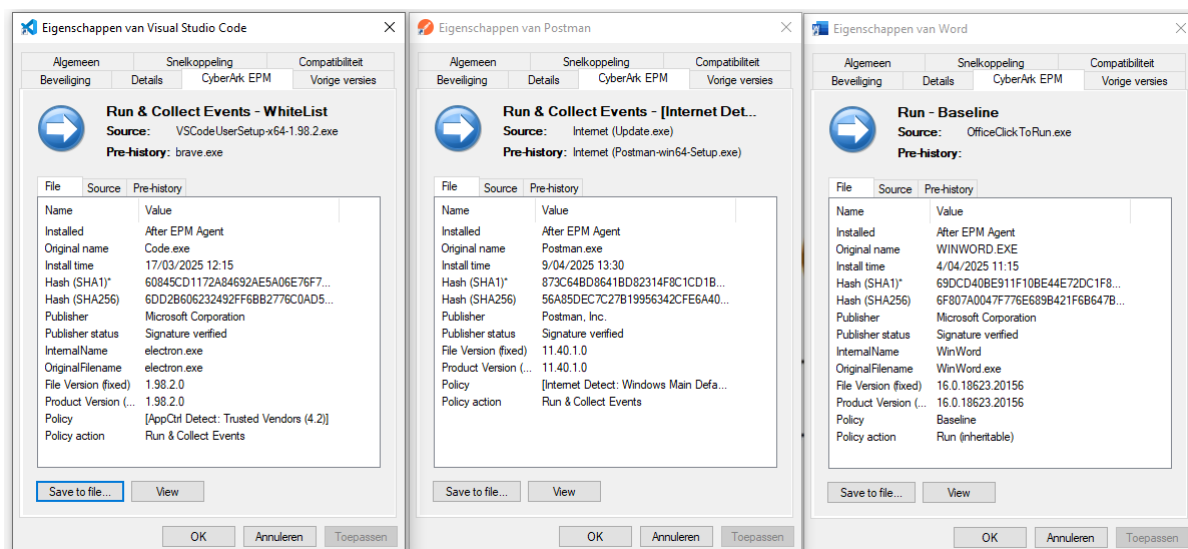 Eigenschappen van Visual Studio Code
Algemeen Snelkoppeling Compatibiliteit
Beveiliging Details CyberArk EPM Vorige versies
Run & Collect Events - WhiteList
Source: VSCodeUserSetup-x64-1.98.2.exe
Pre-history: brave.exe
File Source Pre-history
Name Value
Installed After EPM Agent
Original name Code.exe
Install time 17/03/2025 12:15
Hash (SHA1)* 60845CD1172A84692AE5A06E76F7...
Hash (SHA256) 6DD2B606232492FF6BB2776C0AD5...
Publisher Microsoft Corporation
Publisher status Signature verified
InternalName electron.exe
OriginalFilename electron.exe
File Version (fixed) 1.98.2.0
Product Version (... 1.98.2.0
Policy [AppCtrl Detect: Trusted Vendors (4.2)]
Policy action Run & Collect Events
Save to file... View
OK Annuleren Toepassen
Eigenschappen van Postman
Algemeen Snelkoppeling Compatibiliteit
Beveiliging Details CyberArk EPM Vorige versies
Run & Collect Events - [Internet Det...
Source: Internet (Update.exe)
Pre-history: Internet (Postman-win64-Setup.exe)
File Source Pre-history
Name Value
Installed After EPM Agent
Original name Postman.exe
Install time 9/04/2025 13:30
Hash (SHA1)* 873C64BD8641BD82314F8C1CD1B...
Hash (SHA256) 56A85DEC7C27B19956342CFE6A40...
Publisher Postman, Inc.
Publisher status Signature verified
File Version (fixed) 11.40.1.0
Product Version (... 11.40.1.0
Policy [Internet Detect: Windows Main Defa...
Policy action Run & Collect Events
Save to file... View
OK Annuleren Toepassen
Eigenschappen van Word
Algemeen Snelkoppeling Compatibiliteit
Beveiliging Details CyberArk EPM Vorige versies
Run - Baseline
Source: OfficeClickToRun.exe
Pre-history:
File Source Pre-history
Name Value
Installed After EPM Agent
Original name WINWORD.EXE
Install time 4/04/2025 11:15
Hash (SHA1)* 69DCD40BE911F10BE44E72DC1F8...
Hash (SHA256) 6F807A0047F776E689B421F6B647B...
Publisher Microsoft Corporation
Publisher status Signature verified
InternalName WinWord
OriginalFilename WinWord.exe
File Version (fixed) 16.0.18623.20156
Product Version (... 16.0.18623.20156
Policy Baseline
Policy action Run (inheritable)
Save to file... View
OK Annuleren Toepassen